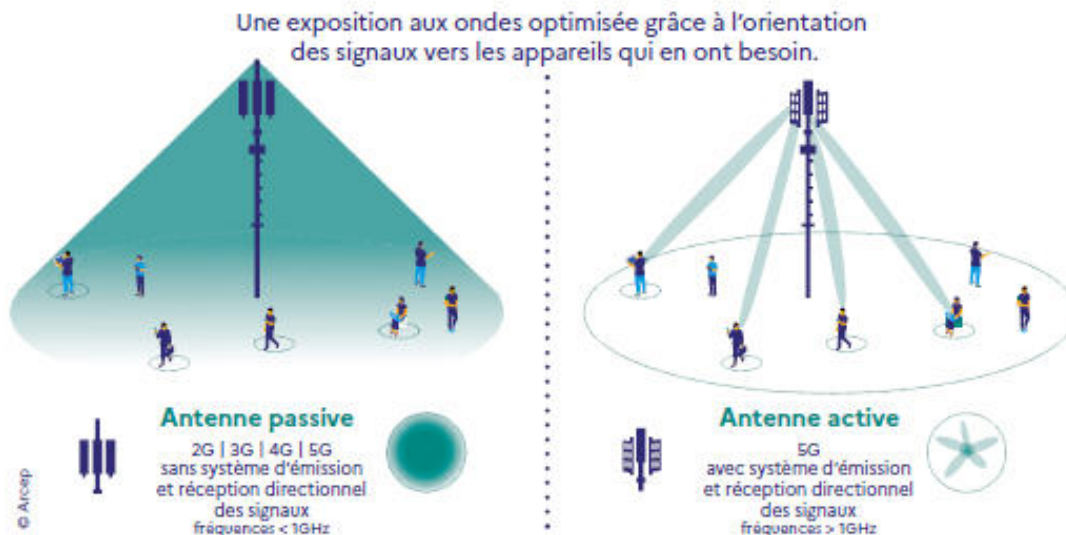 Une exposition aux ondes optimisée grâce à l'orientation
des signaux vers les appareils qui en ont besoin.
Antenne passive
2G | 3G | 4G | 5G
sans système d'émission
et réception directionnel
des signaux
fréquences < 1GHz
Antenne active
5G
avec système d'émission
et réception directionnel
des signaux
fréquences > 1GHz
© Arcep